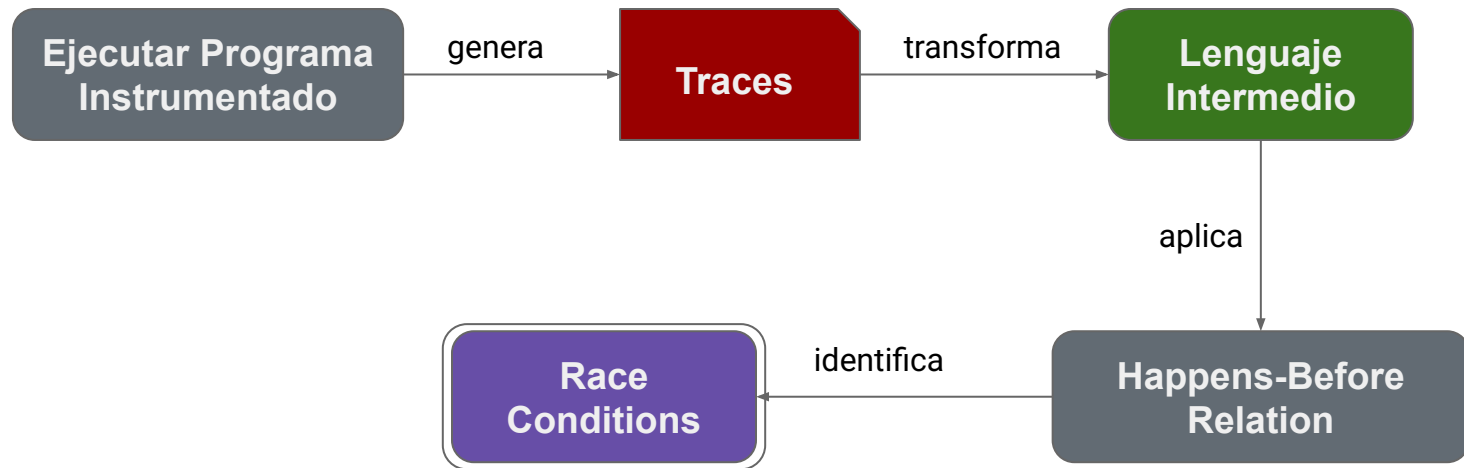 Ejecutar Programa
Instrumentado
genera
Traces
transforma
Lenguaje
Intermedio
aplica
Happens-Before
Relation
identifica
Race
Conditions